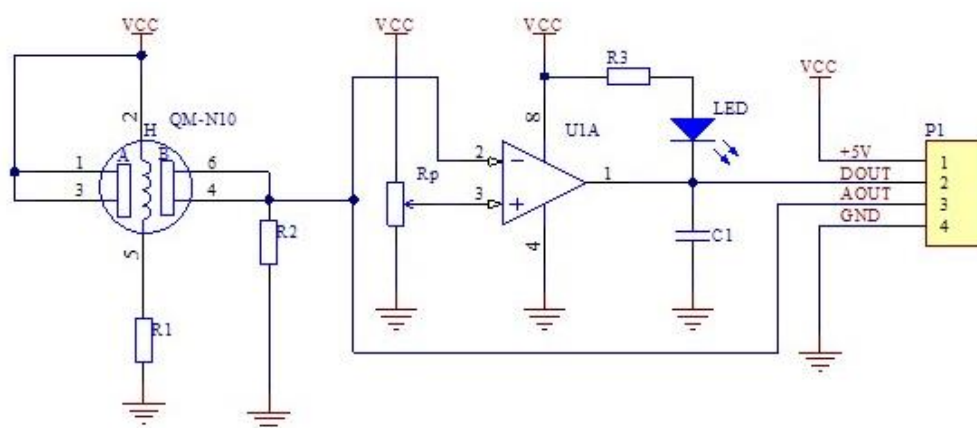 VCC
VCC
VCC
VCC
R3
LED
P1
2
H
QM-N10
8
U1A
1
A
B
6
2
1
+5V
1
3
4
Rp
3
DOUT
2
AOUT
3
GND
4
R2
4
C1
5
R1